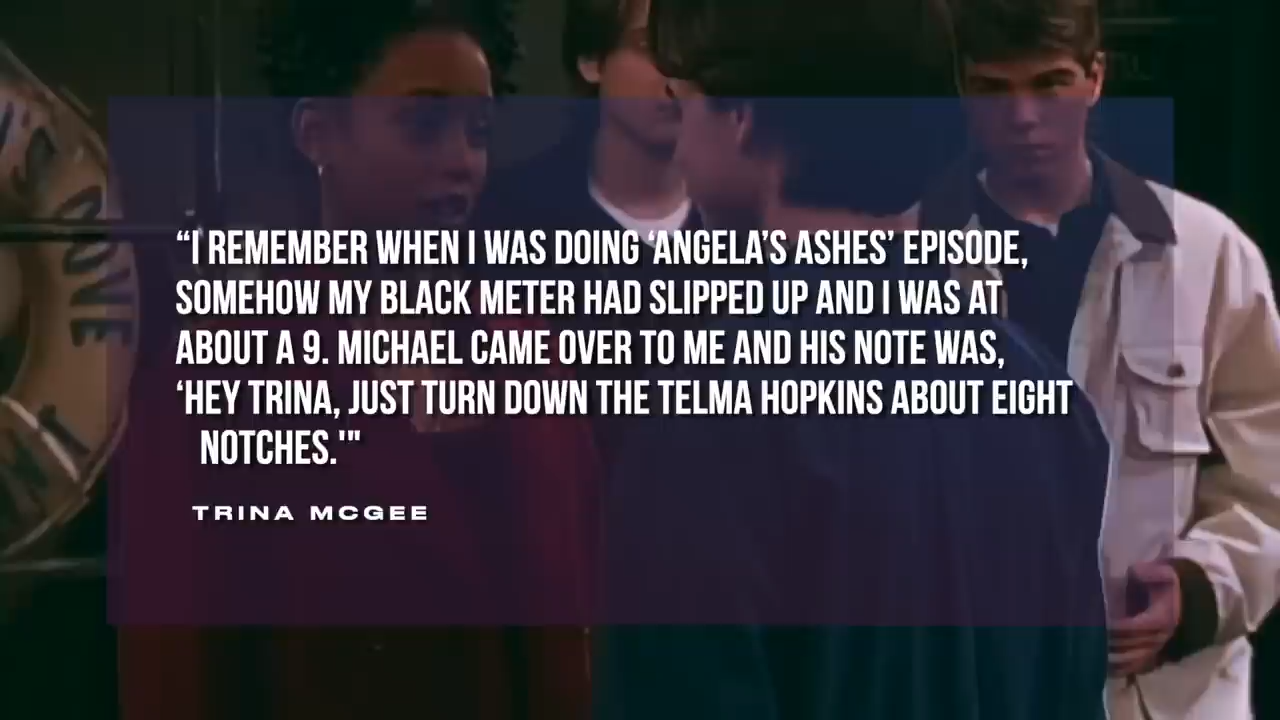 “I REMEMBER WHEN I WAS DOING ‘ANGELA’S ASHES’ EPISODE,
SOMEHOW MY BLACK METER HAD SLIPPED UP AND I WAS AT
ABOUT A 9. MICHAEL CAME OVER TO ME AND HIS NOTE WAS,
‘HEY TRINA, JUST TURN DOWN THE TELMA HOPKINS ABOUT EIGHT
NOTCHES.'"
TRINA MCGEE